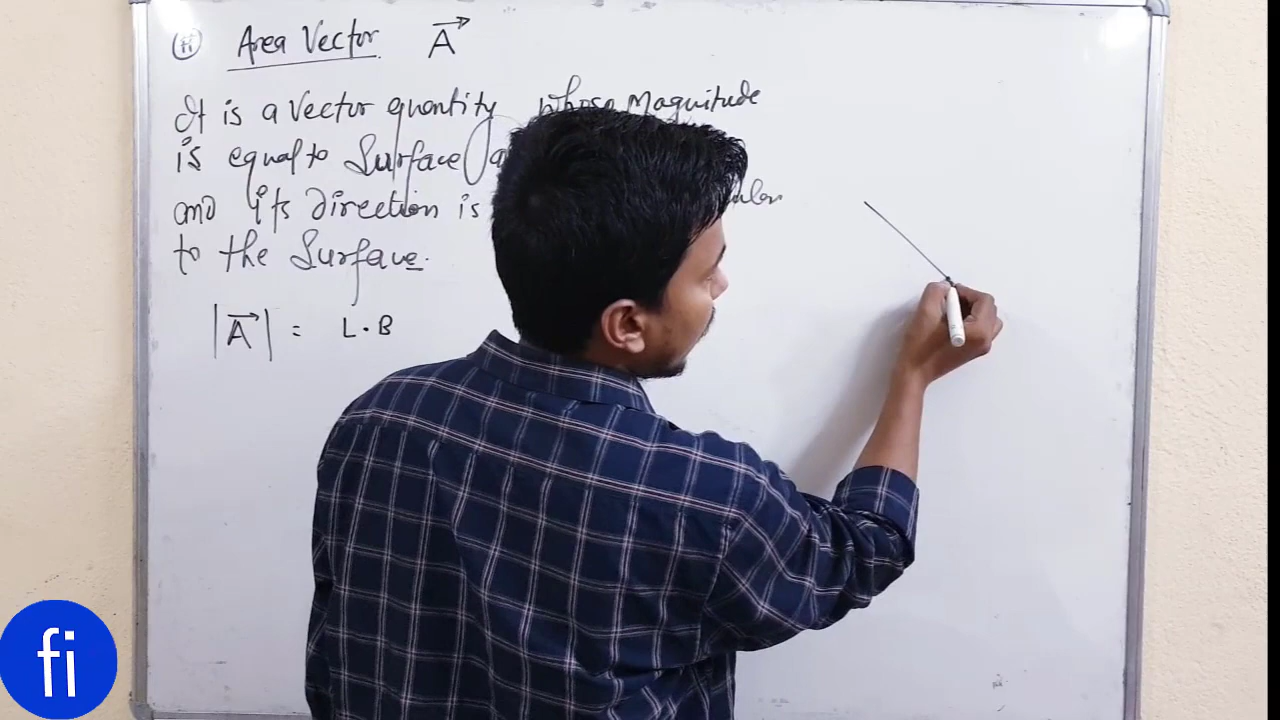 (ii) Area Vector A→
It is a vector quantity whose Magnitude
is equal to Surface
and its direction is
to the Surface.
|A→| = L.B
fi